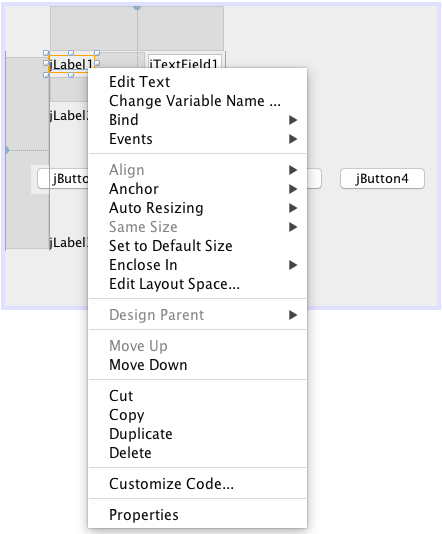 jLabel1 jTextField1
Edit Text
Change Variable Name ...
Bind
jLabel
Events
Align
jButto
jButton4
Anchor
Auto Resizing
Same Size
Set to Default Size
jLabel
Enclose In
Edit Layout Space...
Design Parent
Move Up
Move Down
Cut
Copy
Duplicate
Delete
Customize Code...
Properties